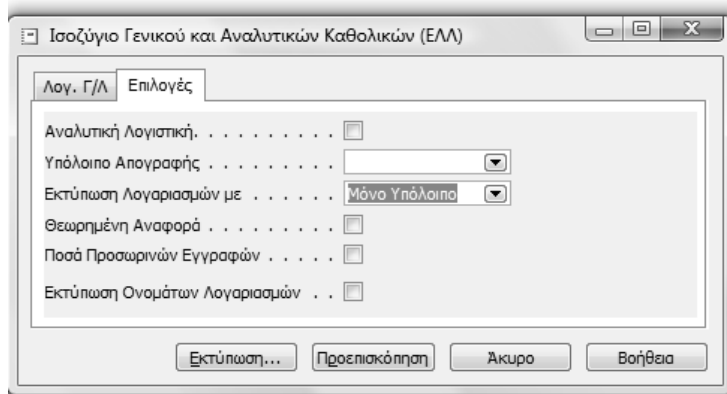 Ισοζύγιο Γενικού και Αναλυτικών Καθολικών (ΕΛΛ)
Λογ. Γ/Λ Επιλογές
Αναλυτική Λογιστική. . . . . . . . . .
Υπόλοιπο Απογραφής . . . . . . . . .
Εκτύπωση Λογαριασμών με . . . . . . Μόνο Υπόλοιπο
Θεωρημένη Αναφορά . . . . . . . . .
Ποσά Προσωρινών Εγγραφών . . . . .
Εκτύπωση Ονομάτων Λογαριασμών . .
Εκτύπωση... Προεπισκόπηση Άκυρο Βοήθεια